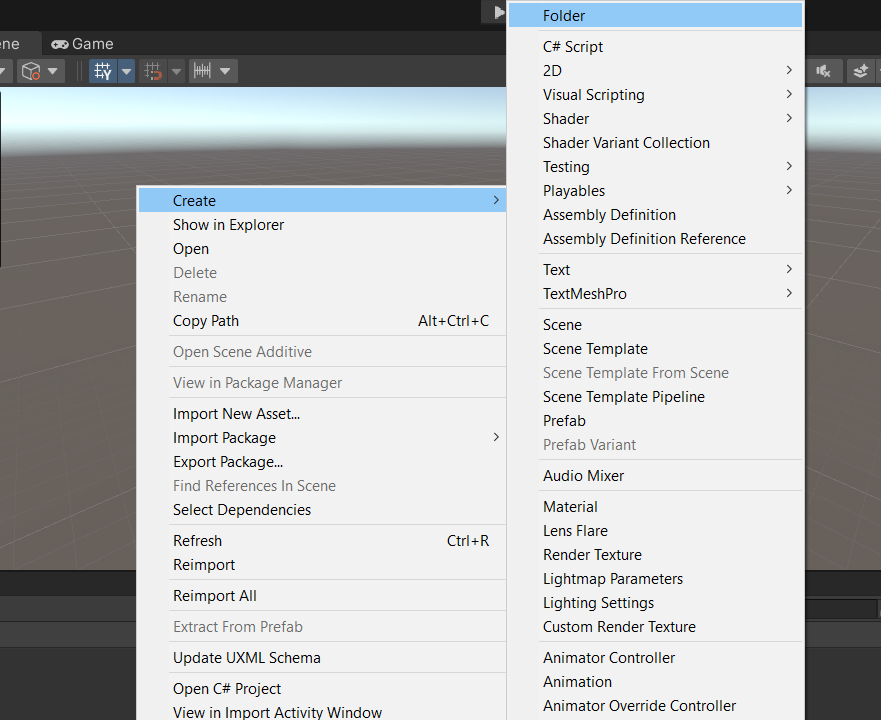 ne
Game
Create
Show in Explorer
Open
Delete
Rename
Copy Path Alt+Ctrl+C
Open Scene Additive
View in Package Manager
Import New Asset...
Import Package
Export Package...
Find References In Scene
Select Dependencies
Refresh Ctrl+R
Reimport
Reimport All
Extract From Prefab
Update UXML Schema
Open C# Project
View in Import Activity Window
Folder
C# Script
2D
Visual Scripting
Shader
Shader Variant Collection
Testing
Playables
Assembly Definition
Assembly Definition Reference
Text
TextMeshPro
Scene
Scene Template
Scene Template From Scene
Scene Template Pipeline
Prefab
Prefab Variant
Audio Mixer
Material
Lens Flare
Render Texture
Lightmap Parameters
Lighting Settings
Custom Render Texture
Animator Controller
Animation
Animator Override Controller